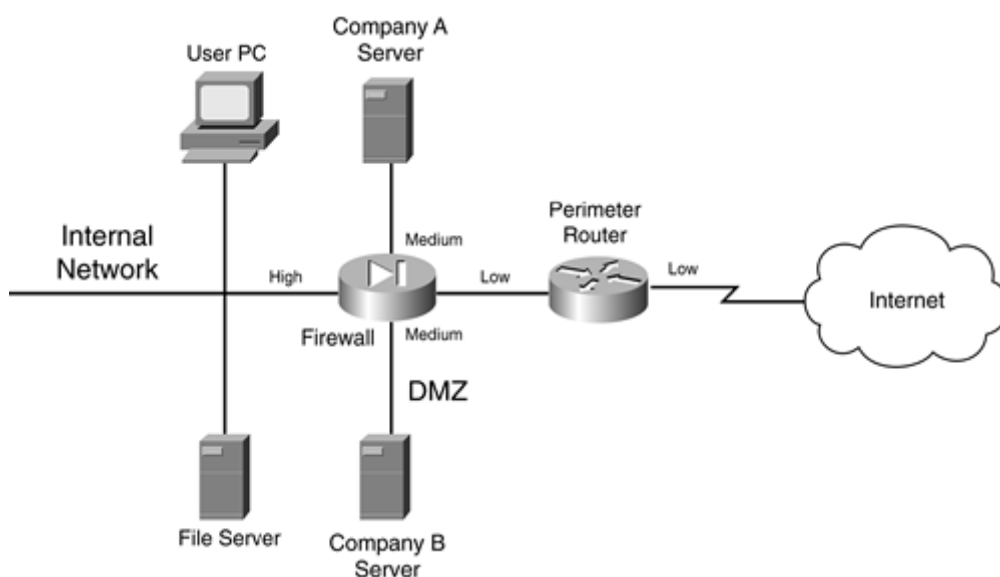 Company A
Server
User PC
Perimeter
Router
Internal
Network
Medium
High
Low
Low
Internet
Firewall
Medium
DMZ
File Server
Company B
Server